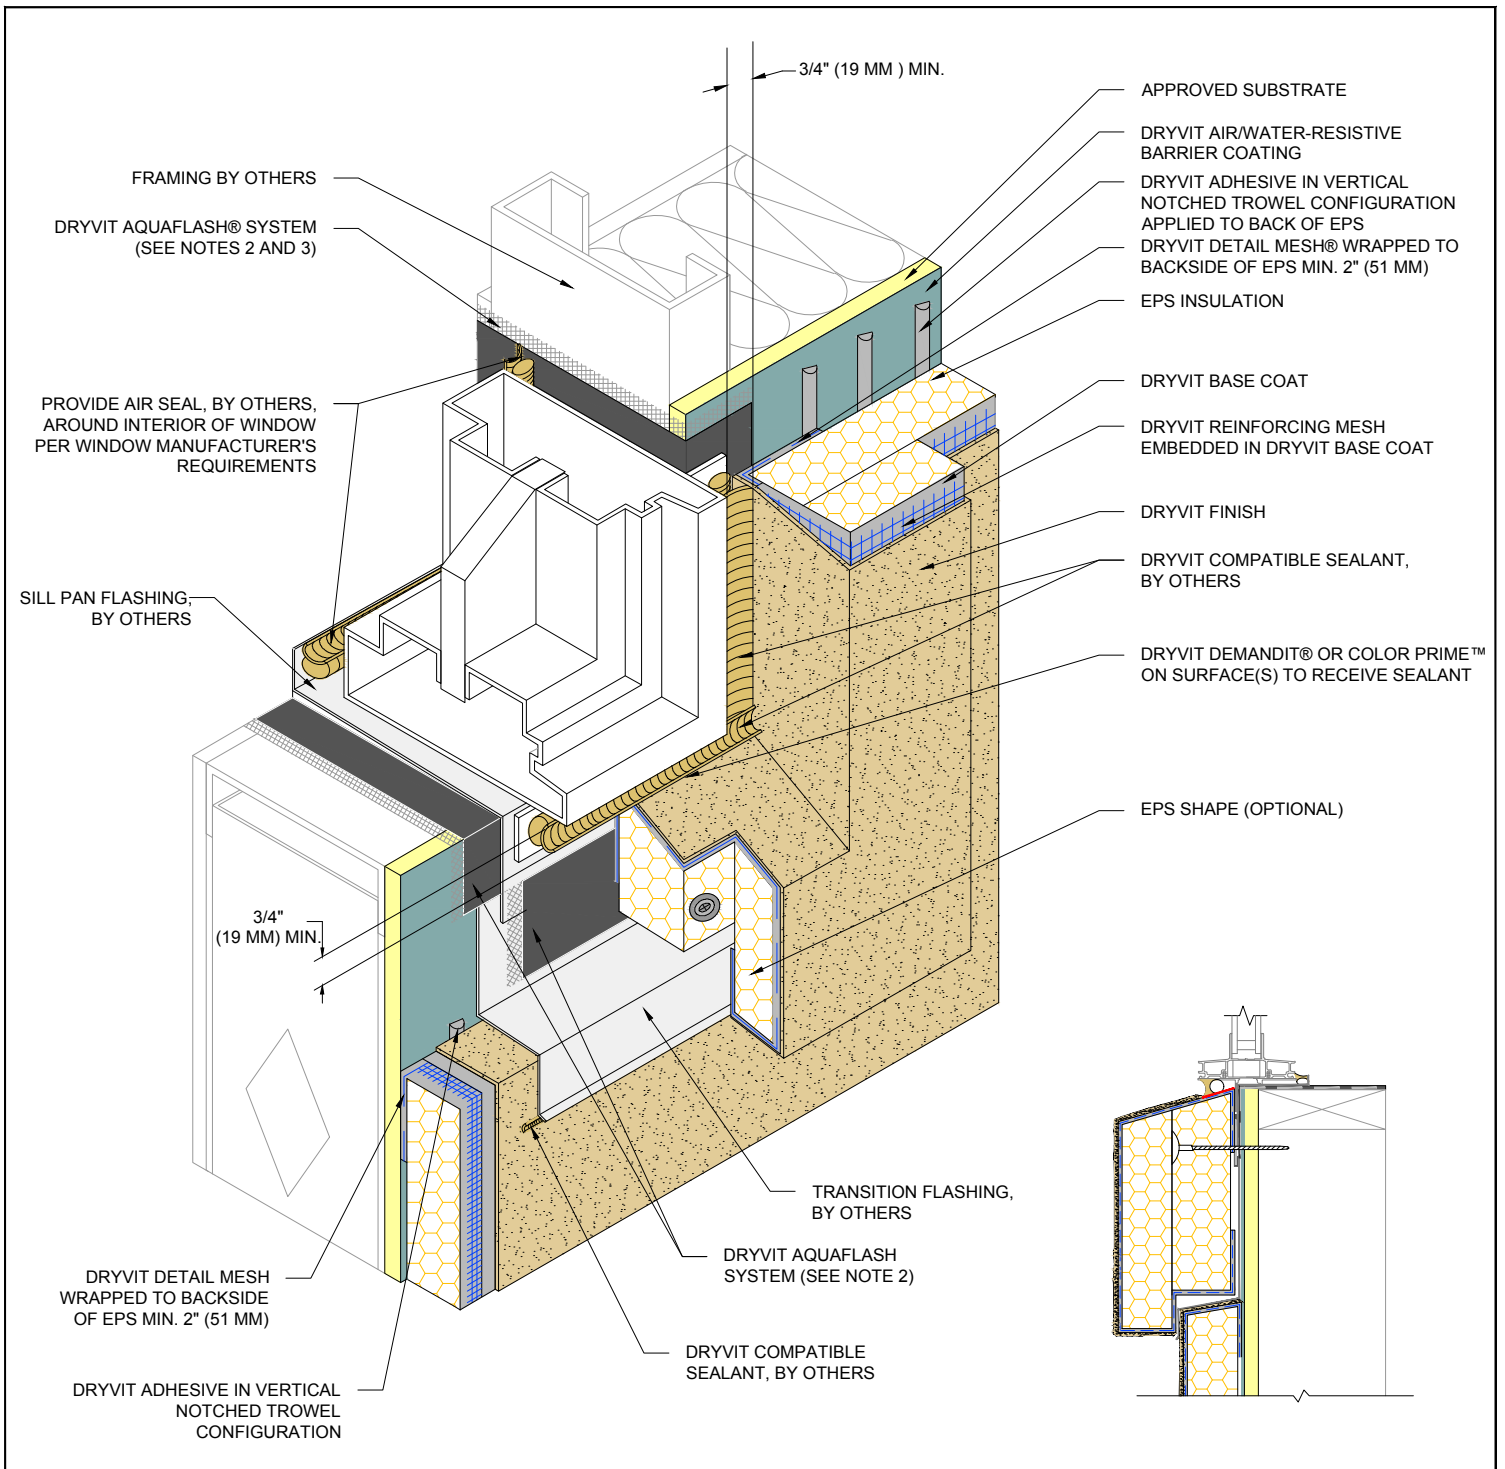 3/4" (19 MM ) MIN.
FRAMING BY OTHERS
DRYVIT AQUAFLASH® SYSTEM
(SEE NOTES 2 AND 3)
PROVIDE AIR SEAL, BY OTHERS,
AROUND INTERIOR OF WINDOW
PER WINDOW MANUFACTURER'S
REQUIREMENTS
SILL PAN FLASHING,
BY OTHERS
3/4"
(19 MM) MIN.
DRYVIT DETAIL MESH
WRAPPED TO BACKSIDE
OF EPS MIN. 2" (51 MM)
DRYVIT ADHESIVE IN VERTICAL
NOTCHED TROWEL
CONFIGURATION
APPROVED SUBSTRATE
DRYVIT AIR/WATER-RESISTIVE
BARRIER COATING
DRYVIT ADHESIVE IN VERTICAL
NOTCHED TROWEL CONFIGURATION
APPLIED TO BACK OF EPS
DRYVIT DETAIL MESH® WRAPPED TO
BACKSIDE OF EPS MIN. 2" (51 MM)
EPS INSULATION
DRYVIT BASE COAT
DRYVIT REINFORCING MESH
EMBEDDED IN DRYVIT BASE COAT
DRYVIT FINISH
DRYVIT COMPATIBLE SEALANT,
BY OTHERS
DRYVIT DEMANDIT® OR COLOR PRIME™
ON SURFACE(S) TO RECEIVE SEALANT
EPS SHAPE (OPTIONAL)
TRANSITION FLASHING,
BY OTHERS
DRYVIT AQUAFLASH
SYSTEM (SEE NOTE 2)
DRYVIT COMPATIBLE
SEALANT, BY OTHERS